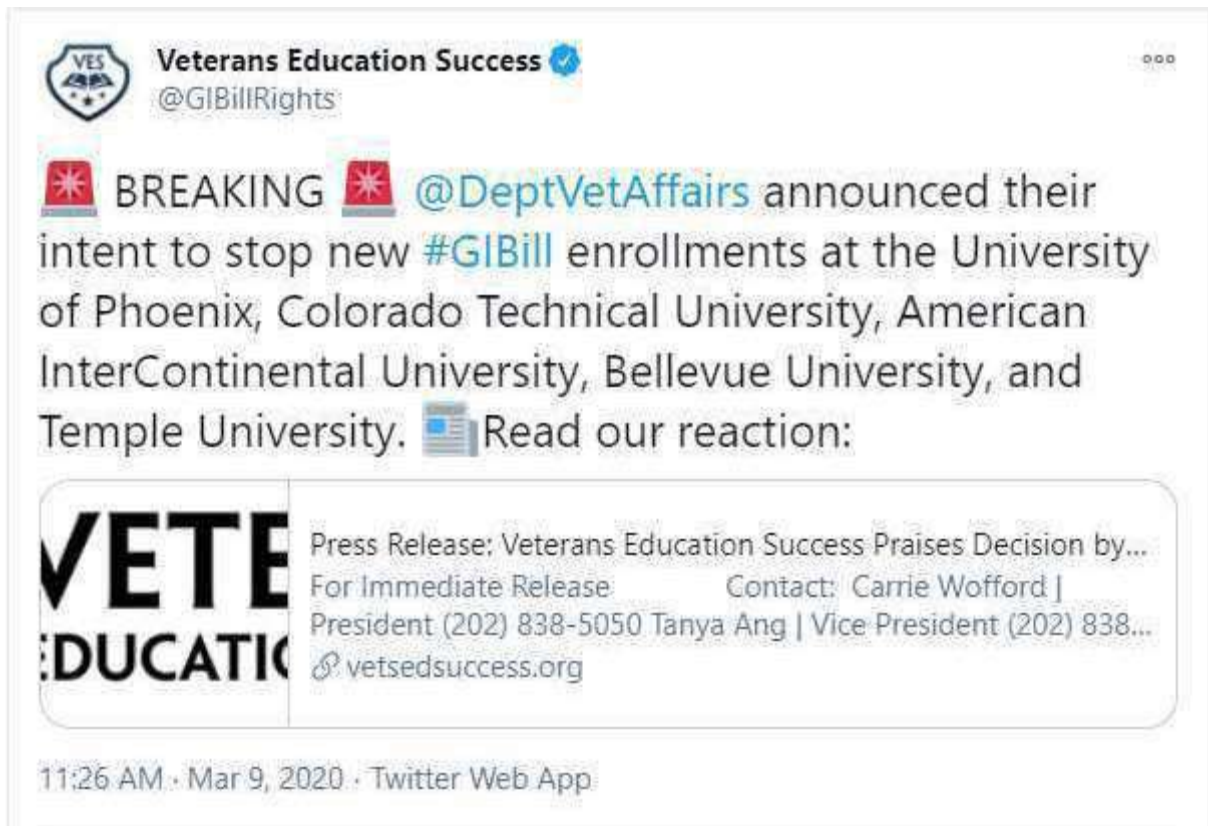 VES
Veterans Education Success
@GIBillRights
🚨 BREAKING 🚨 @DeptVetAffairs announced their
intent to stop new #GIBill enrollments at the University
of Phoenix, Colorado Technical University, American
InterContinental University, Bellevue University, and
Temple University. 📰Read our reaction:
VETE
EDUCATIC
Press Release: Veterans Education Success Praises Decision by...
For Immediate Release Contact: Carrie Wofford |
President (202) 838-5050 Tanya Ang | Vice President (202) 838...
vetsedsuccess.org
11:26 AM · Mar 9, 2020 · Twitter Web App